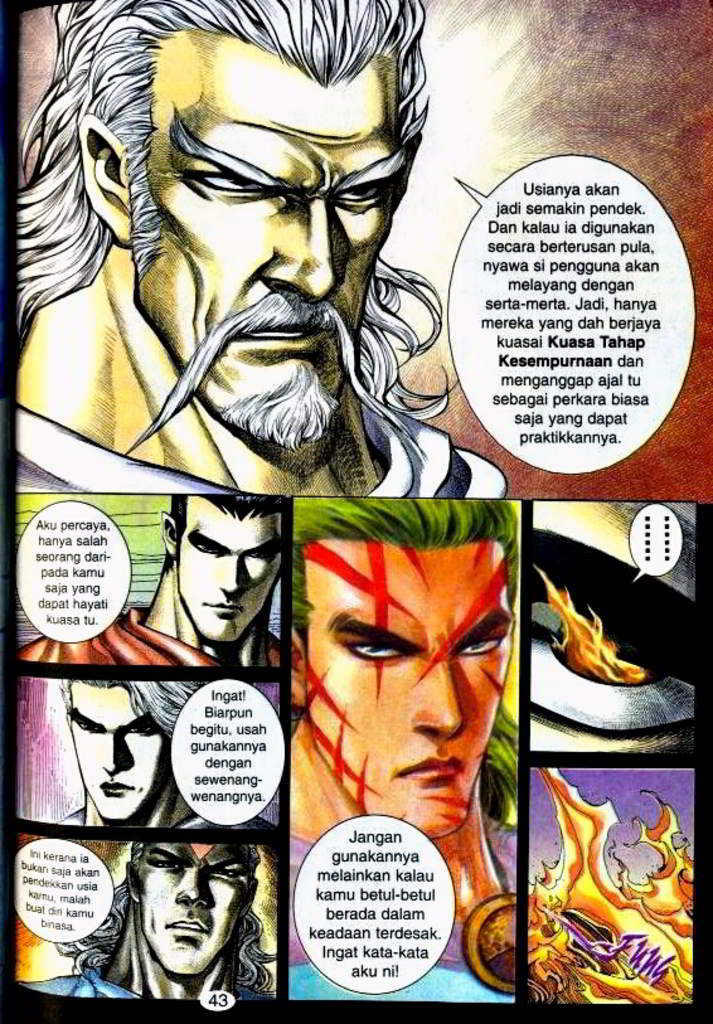 Usianya akan
jadi semakin pendek.
Dan kalau ia digunakan
secara berterusan pula,
nyawa si pengguna akan
melayang dengan
serta-merta. Jadi, hanya
mereka yang dah berjaya
kuasai Kuasa Tahap
Kesempurnaan dan
menganggap ajal tu
sebagai perkara biasa
saja yang dapat
praktikkannya.
Aku percaya,
hanya salah
seorang dari-
pada kamu
saja yang
dapat hayati
kuasa tu.
Ingat!
Biarpun
begitu, usah
gunakannya
dengan
sewenang-
wenangnya.
Ini kerana ia
bukan saja akan
pendekkan usia
kamu, malah
buat diri kamu
binasa.
Jangan
gunakannya
melainkan kalau
kamu betul-betul
berada dalam
keadaan terdesak.
Ingat kata-kata
aku ni!
FUNG
43